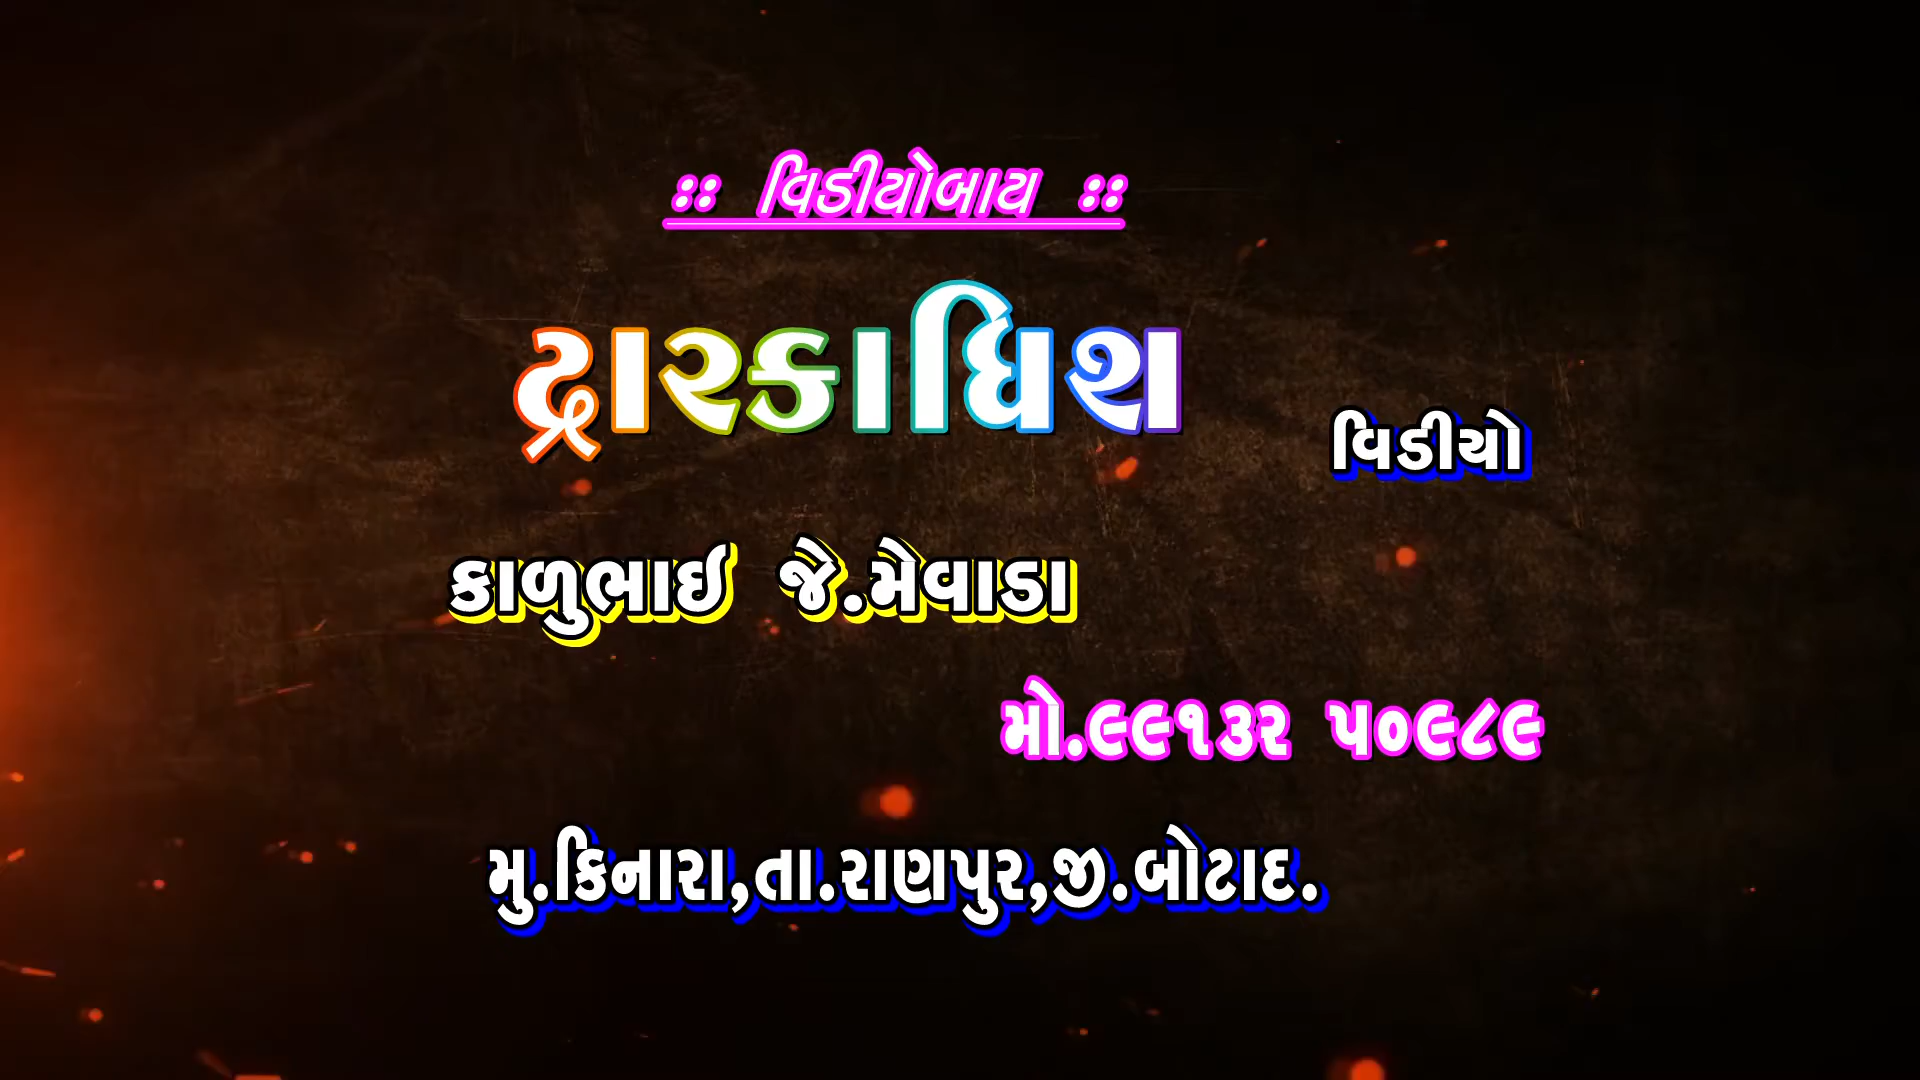 :: વિડીયોબાય ::
દ્રારકાધિશ
વિડીયો
કાળુભાઈ જે.મેવાડા
મો.૯૯૧૩૨ ૫૦૯૮૯
મુ.કિનારા,તા.રાણપુર,જી.બોટાદ.